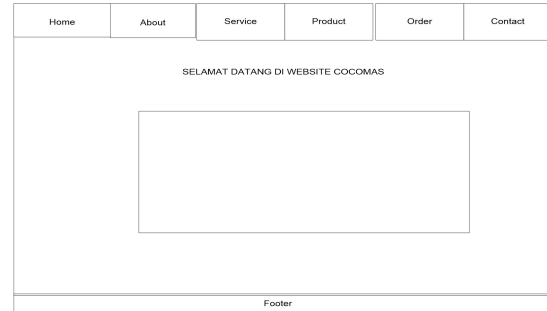 Home About Service Product Order Contact
SELAMAT DATANG DI WEBSITE COCOMAS
Footer